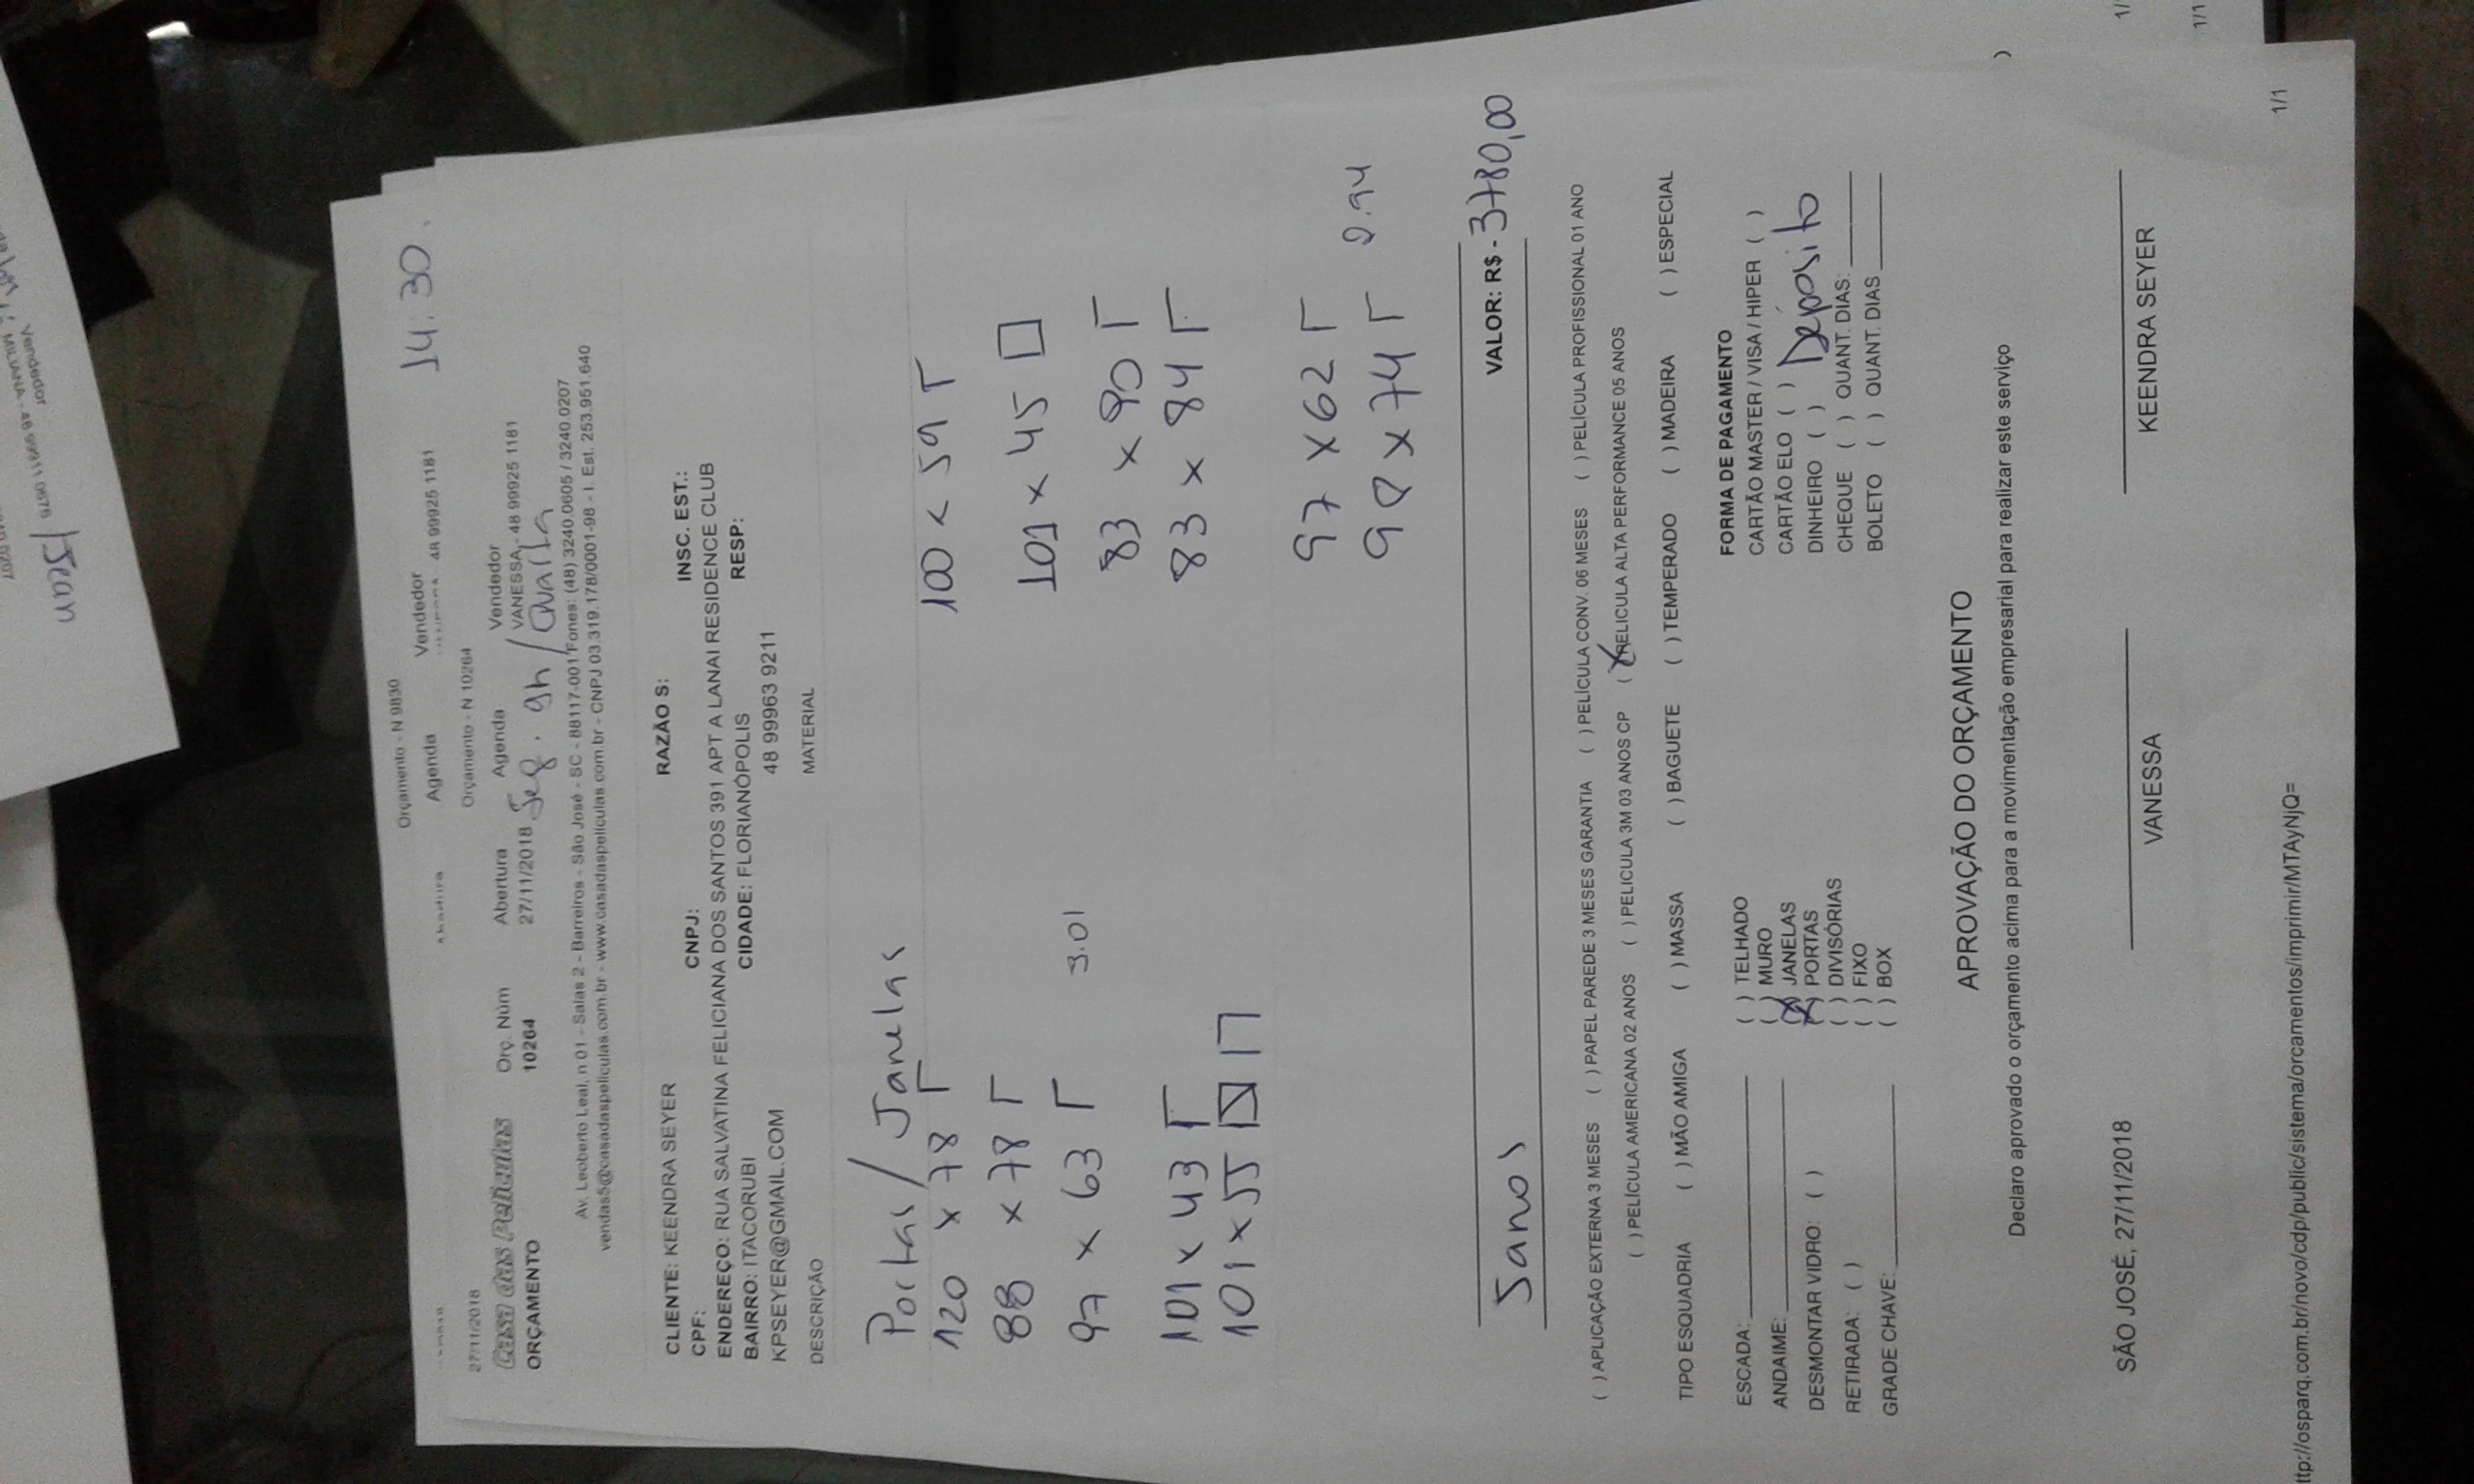 14:30.
Orçamento - N 9830
Agenda Vendedor
48 99925 1181
27/11/2018 Orçamento - N 10264
Casa das Películas Orç. Núm Abertura Agenda Vendedor
ORÇAMENTO 10264 27/11/2018 Seg. 9h / VANESSA - 48 99925 1181
Av. Leoberto Leal, n 01 - Salas 2 - Barreiros - São José - SC - 88117-001 Fones: (48) 3240.0605 / 3240.0207
vendas5@casadaspeliculas.com.br - www.casadaspeliculas.com.br - CNPJ 03.319.178/0001-98 - I. Est. 253.951.640
CLIENTE: KEENDRA SEYER RAZÃO S:
CPF: CNPJ: INSC. EST.:
ENDEREÇO: RUA SALVATINA FELICIANA DOS SANTOS 391 APT A LANAI RESIDENCE CLUB
BAIRRO: ITACORUBI CIDADE: FLORIANÓPOLIS RESP:
KPSEYER@GMAIL.COM 48 99963 9211
DESCRIÇÃO MATERIAL
Portas / Janelas
120 x 78 100 x 59
88 x 78 101 x 45
97 x 63 3.01 83 x 90
101 x 43 83 x 84
101 x 55
97 x 62
98 x 74 2.94
5anos VALOR: R$ - 3780,00
( ) APLICAÇÃO EXTERNA 3 MESES ( ) PAPEL PAREDE 3 MESES GARANTIA ( ) PELÍCULA CONV. 06 MESES ( ) PELÍCULA PROFISSIONAL 01 ANO
( ) PELÍCULA AMERICANA 02 ANOS ( ) PELICULA 3M 03 ANOS CP (X) PELICULA ALTA PERFORMANCE 05 ANOS
TIPO ESQUADRIA ( ) MÃO AMIGA ( ) MASSA ( ) BAGUETE ( ) TEMPERADO ( ) MADEIRA ( ) ESPECIAL
ESCADA: ( ) TELHADO
ANDAIME: ( ) MURO
DESMONTAR VIDRO: ( ) (X) JANELAS
RETIRADA: ( ) (X) PORTAS
GRADE CHAVE: ( ) DIVISÓRIAS
( ) FIXO
( ) BOX
FORMA DE PAGAMENTO
CARTÃO MASTER / VISA / HIPER ( )
CARTÃO ELO ( )
DINHEIRO ( ) Déposito
CHEQUE ( ) QUANT. DIAS:
BOLETO ( ) QUANT. DIAS
APROVAÇÃO DO ORÇAMENTO
Declaro aprovado o orçamento acima para a movimentação empresarial para realizar este serviço
SÃO JOSÉ, 27/11/2018 VANESSA KEENDRA SEYER
ttp://osparq.com.br/novo/cdp/public/sistema/orcamentos/imprimir/MTAyNjQ= 1/1
1/1